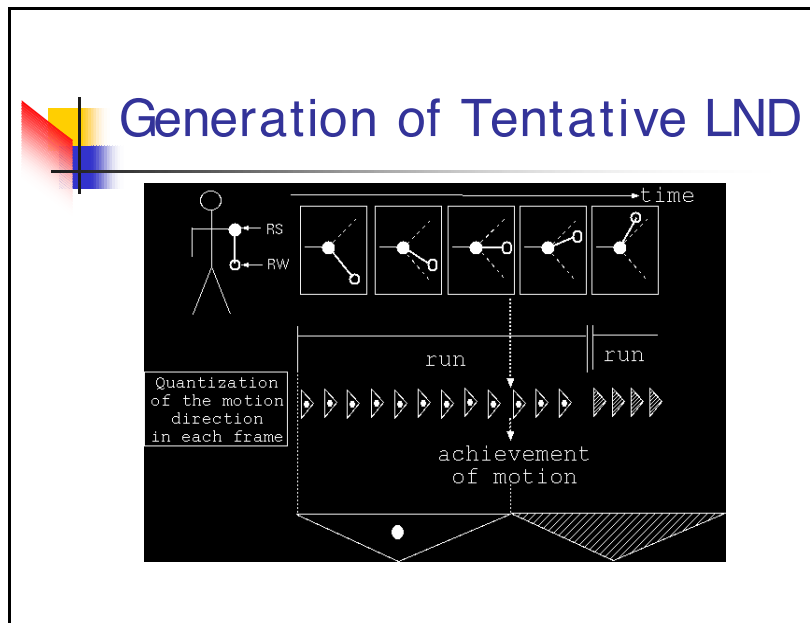 Generation of Tentative LND
time
RS
RW
run
run
Quantization
of the motion
direction
in each frame
achievement
of motion